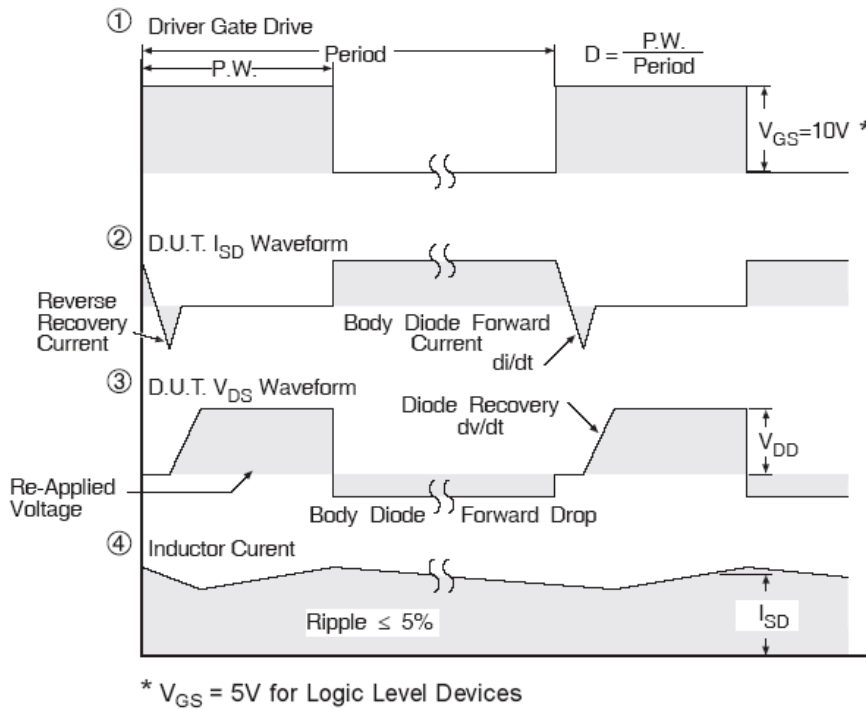 ① Driver Gate Drive
Period
P.W.
D = P.W.
Period
V_GS=10V *
② D.U.T. I_SD Waveform
Reverse
Recovery
Current
Body Diode Forward
Current
di/dt
③ D.U.T. V_DS Waveform
Diode Recovery
dv/dt
V_DD
Re-Applied
Voltage
Body Diode Forward Drop
④ Inductor Curent
Ripple ≤ 5%
I_SD
* V_GS = 5V for Logic Level Devices